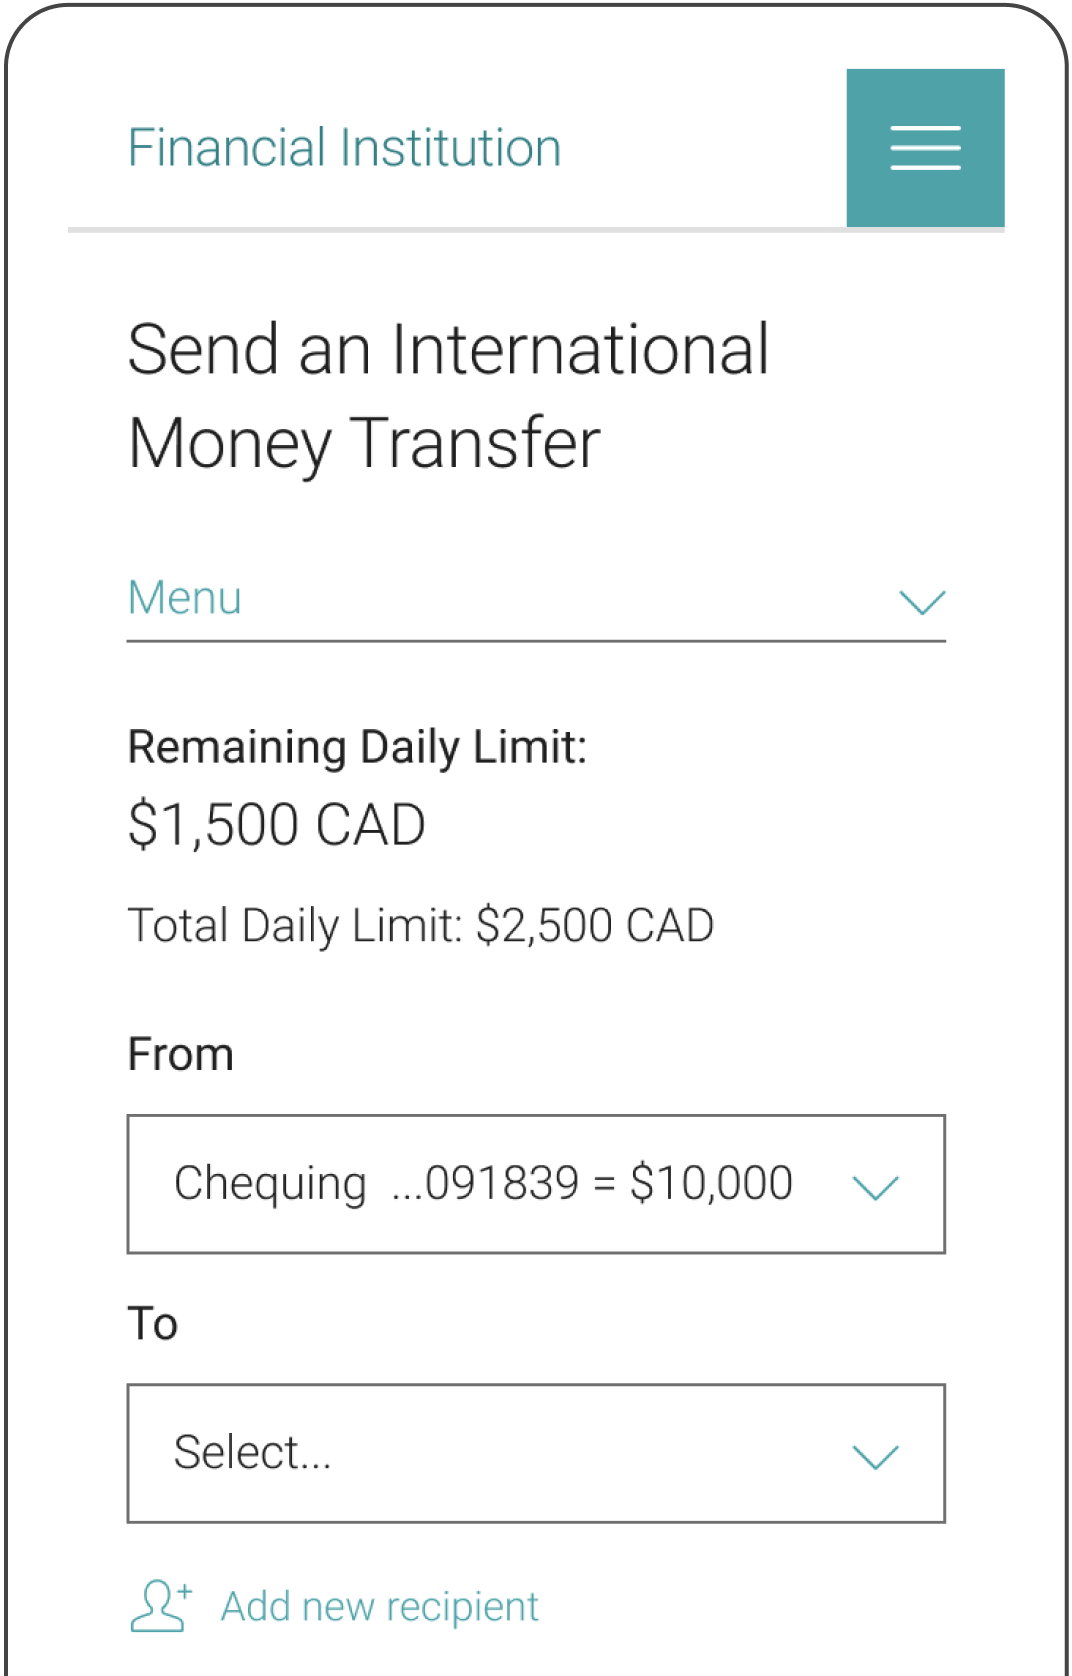 Financial Institution
Send an International
Money Transfer
Menu
Remaining Daily Limit:
$1,500 CAD
Total Daily Limit: $2,500 CAD
From
Chequing ...091839 = $10,000
To
Select...
Add new recipient